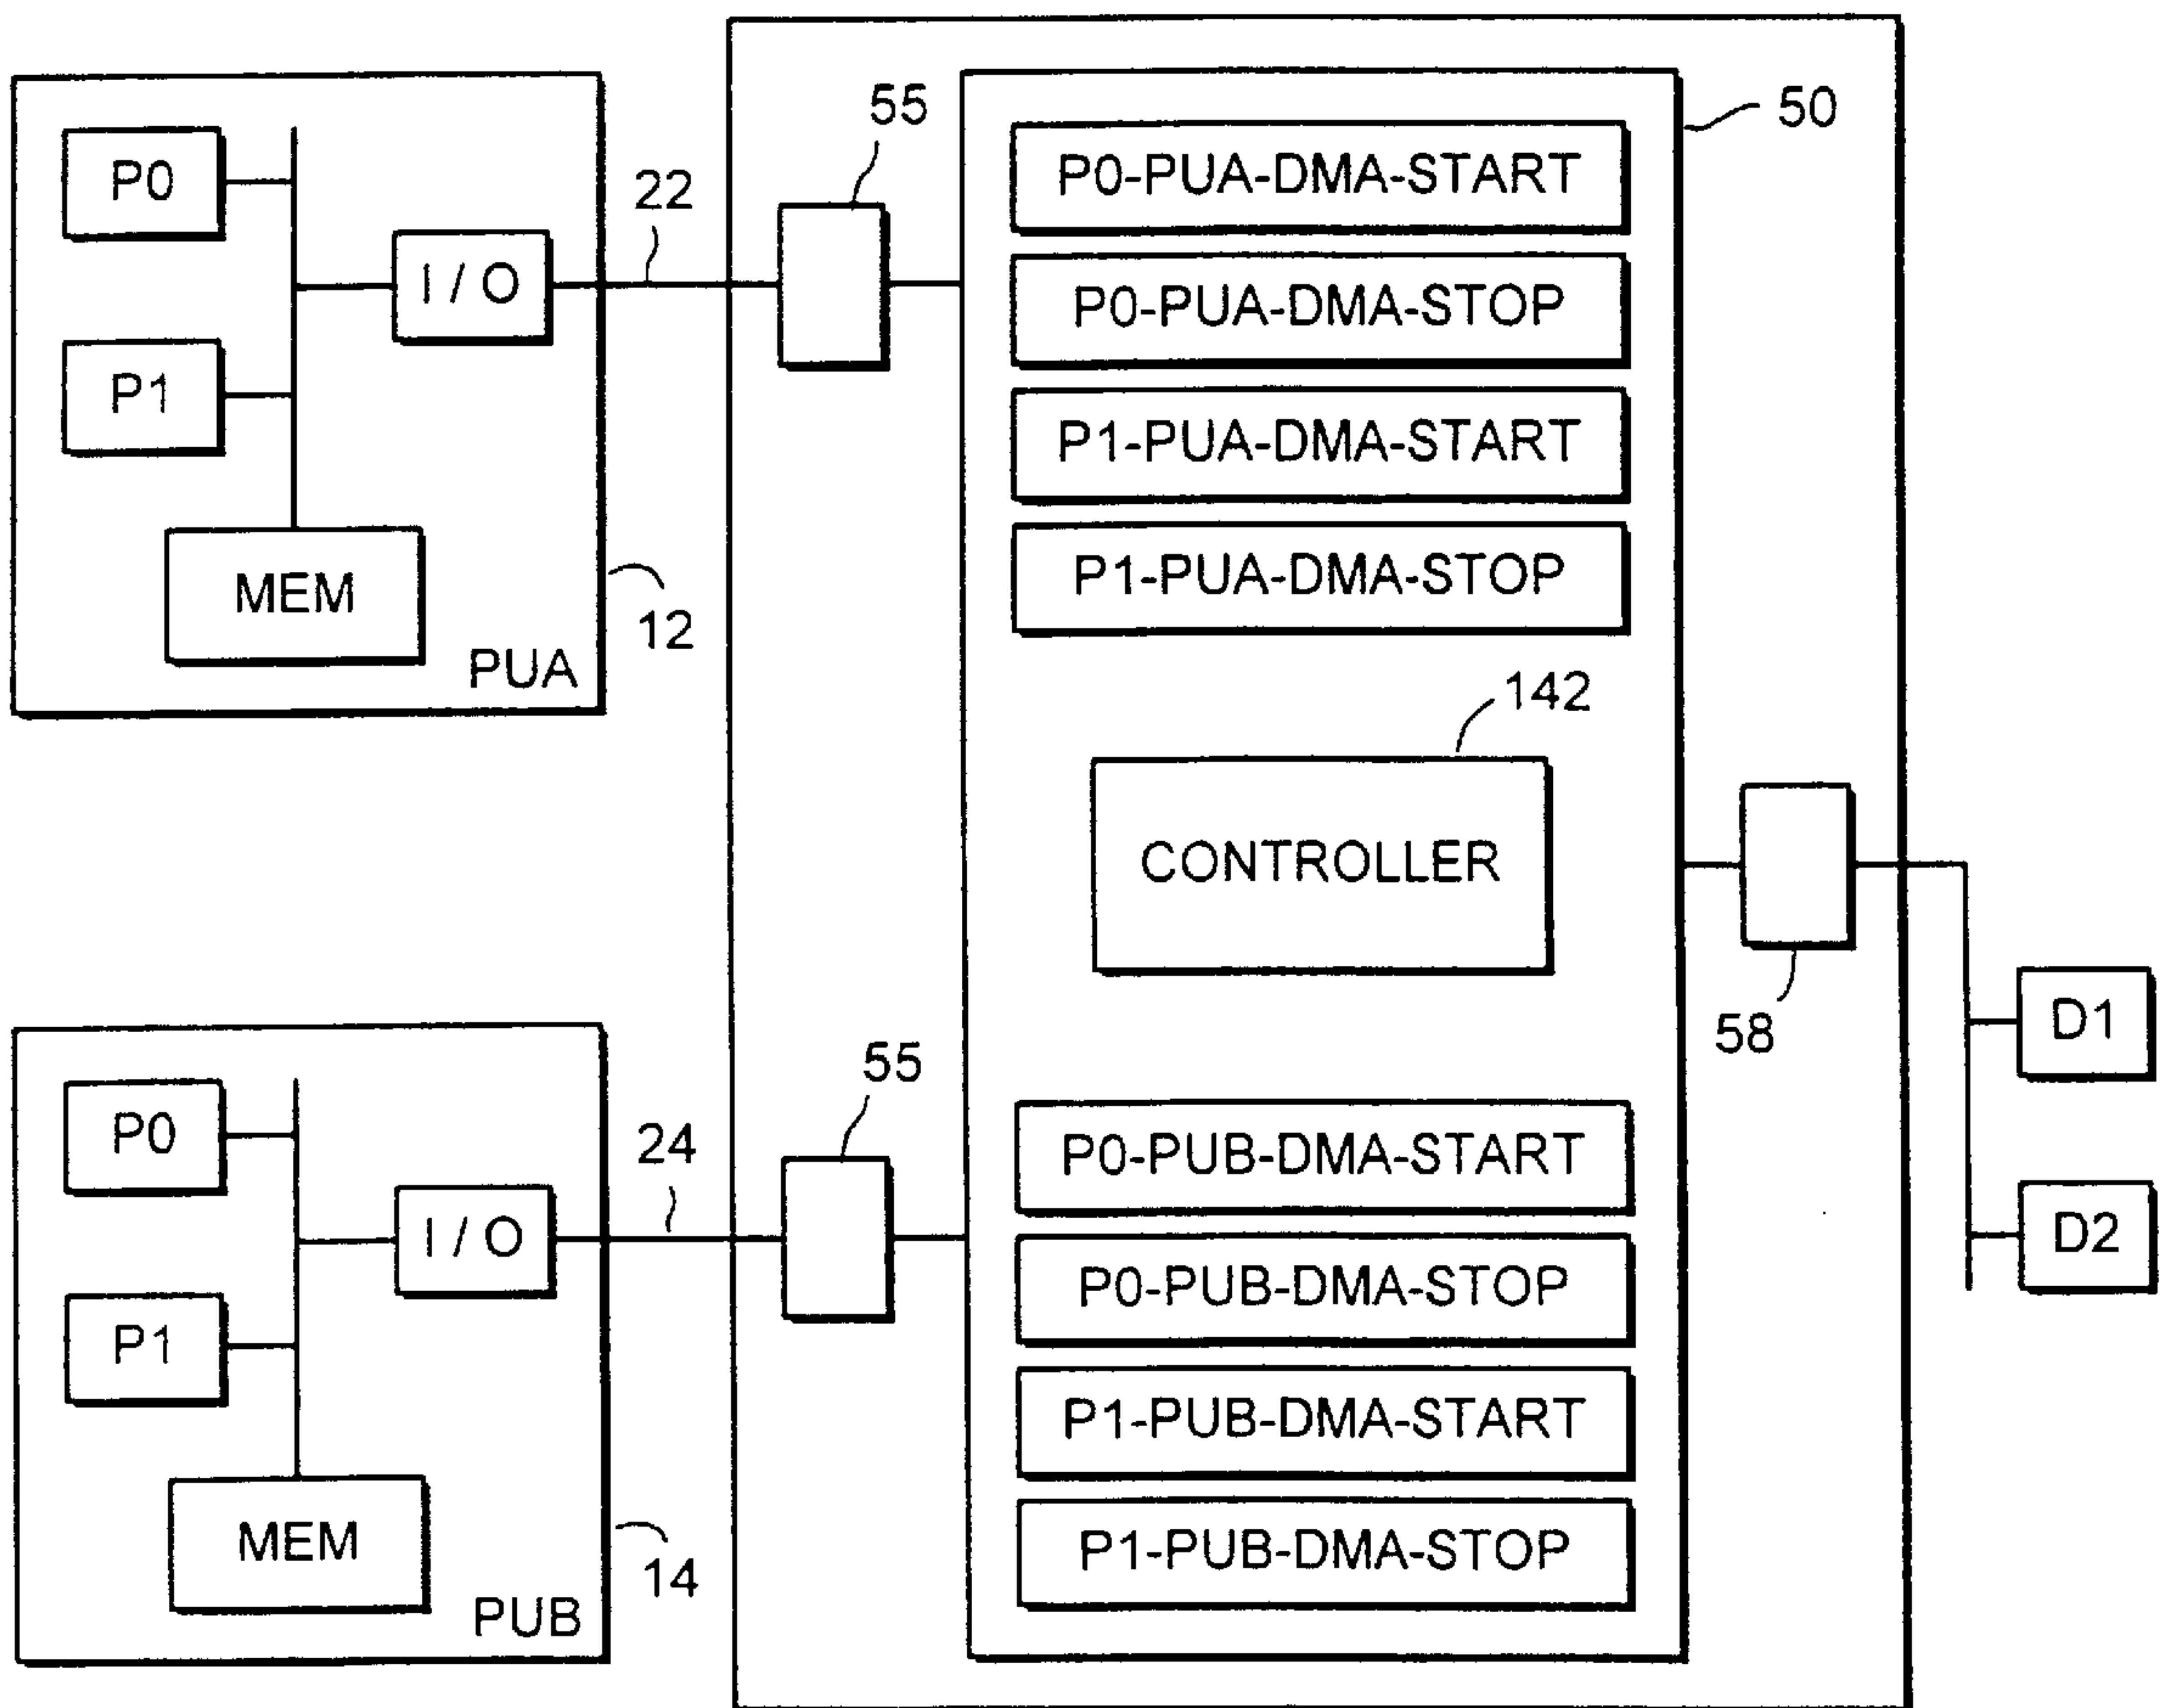 55
50
P0-PUA-DMA-START
P0
22
P0-PUA-DMA-STOP
I / O
P1
P1-PUA-DMA-START
P1-PUA-DMA-STOP
MEM
12
PUA
142
CONTROLLER
58
D1
55
P0
24
P0-PUB-DMA-START
I / O
P0-PUB-DMA-STOP
D2
P1
P1-PUB-DMA-START
MEM
P1-PUB-DMA-STOP
14
PUB